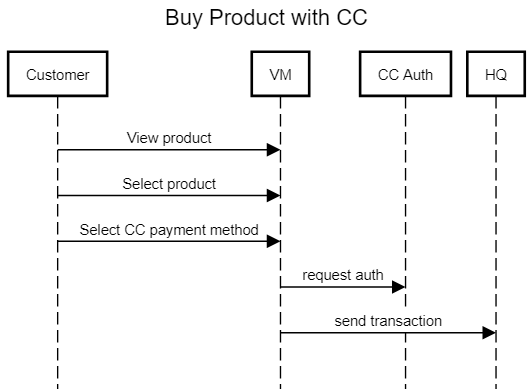 Buy Product with CC
Customer
VM
CC Auth
HQ
View product
Select product
Select CC payment method
request auth
send transaction